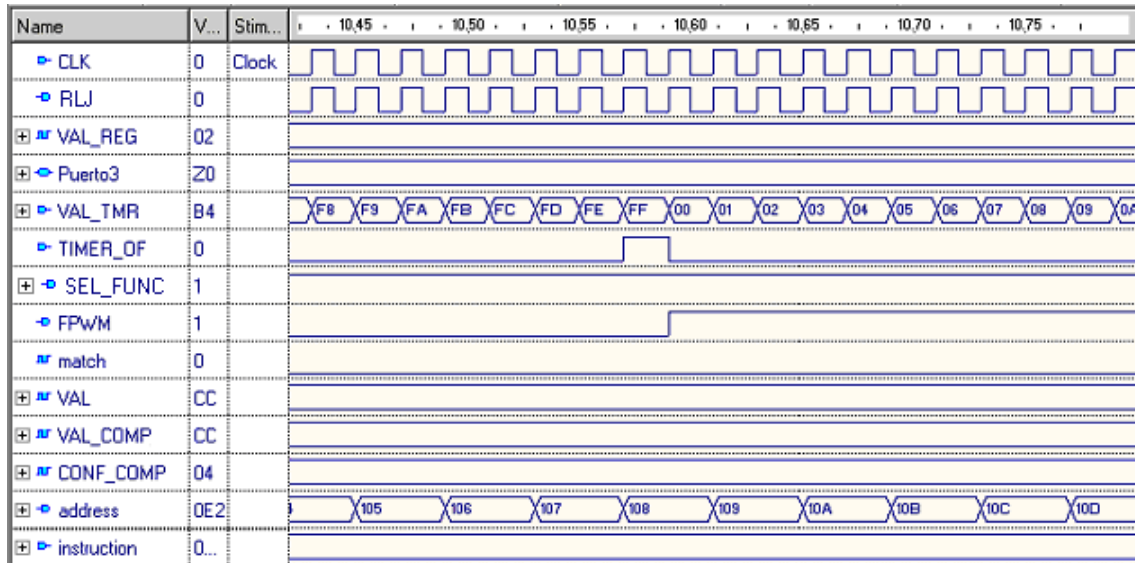 Name V... Stim... 10,45 10,50 10,55 10,60 10,65 10,70 10,75
CLK 0 Clock
RLJ 0
VAL_REG 02
Puerto3 Z0
VAL_TMR B4 F8 F9 FA FB FC FD FE FF 00 01 02 03 04 05 06 07 08 09 0A
TIMER_OF 0
SEL_FUNC 1
FPWM 1
match 0
VAL CC
VAL_COMP CC
CONF_COMP 04
address 0E2 105 106 107 108 109 10A 10B 10C 10D
instruction 0...